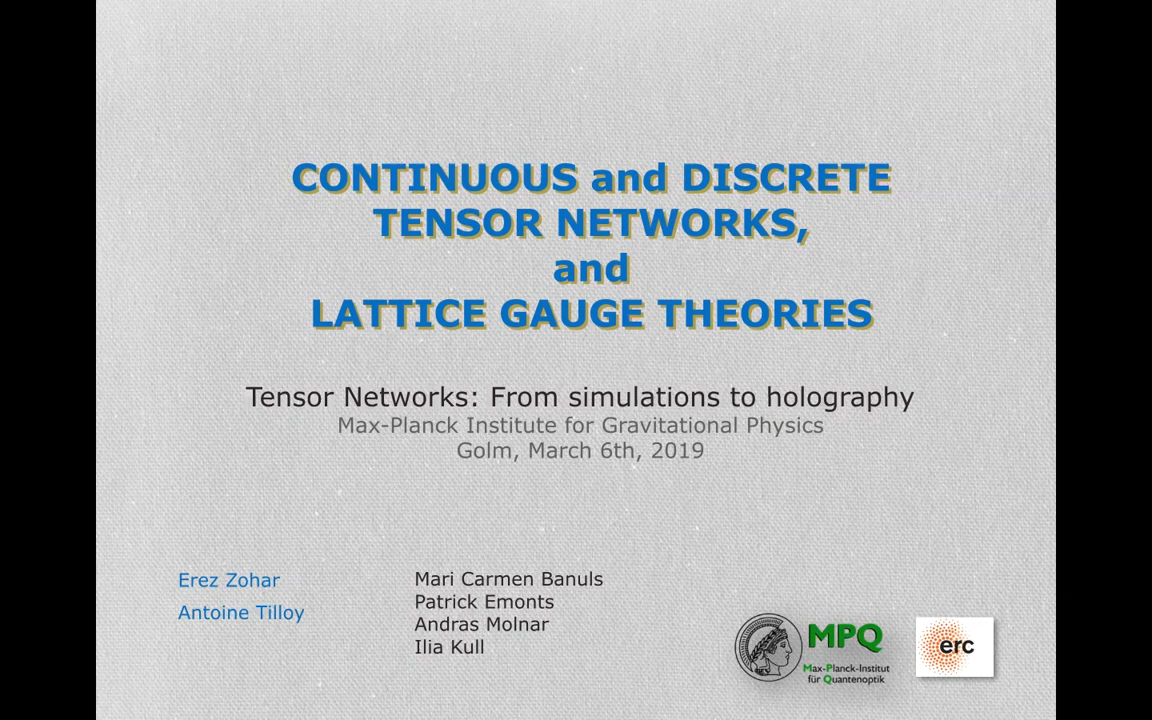 CONTINUOUS and DISCRETE
TENSOR NETWORKS,
and
LATTICE GAUGE THEORIES
Tensor Networks: From simulations to holography
Max-Planck Institute for Gravitational Physics
Golm, March 6th, 2019
Erez Zohar
Antoine Tilloy
Mari Carmen Banuls
Patrick Emonts
Andras Molnar
Ilia Kull
MPQ
Max-Planck-Institut
für Quantenoptik
erc